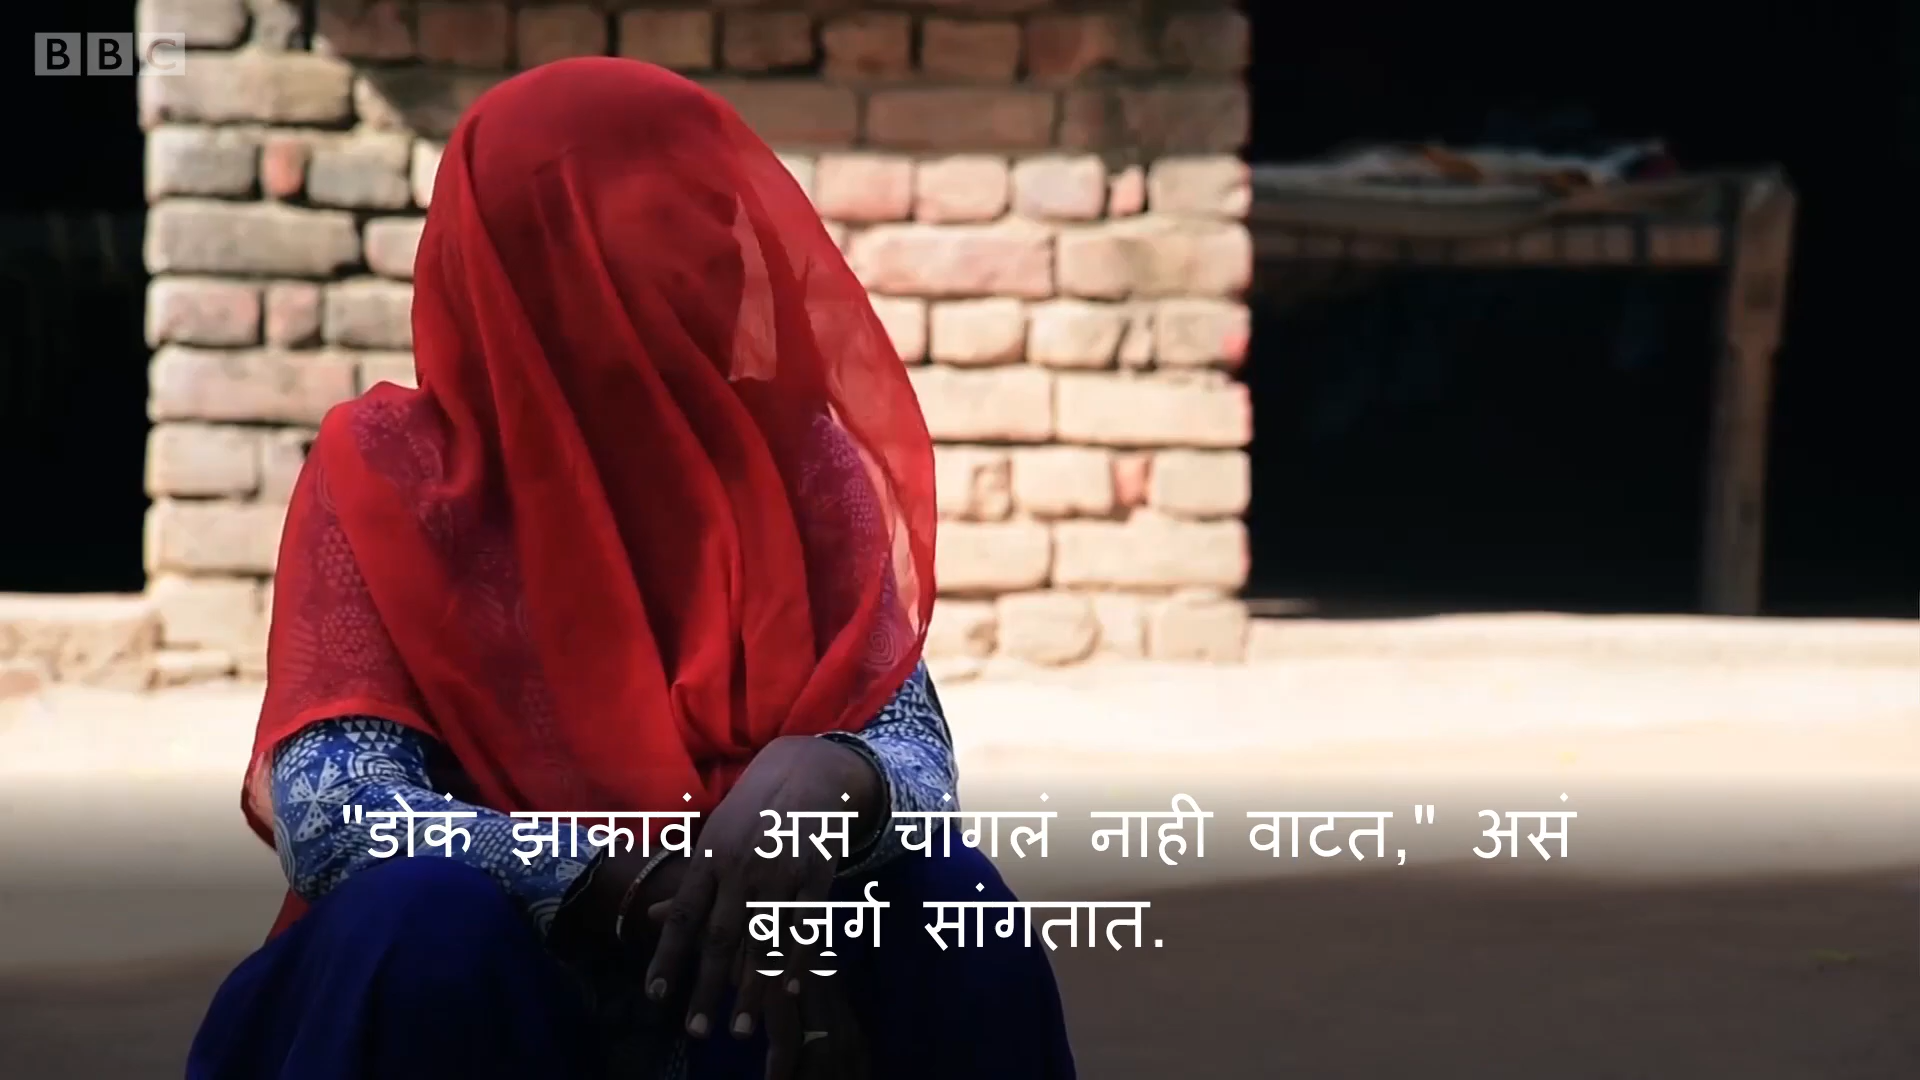 BBC
"डोकं झाकावं. असं चांगलं नाही वाटत," असं
बुजुर्ग सांगतात.